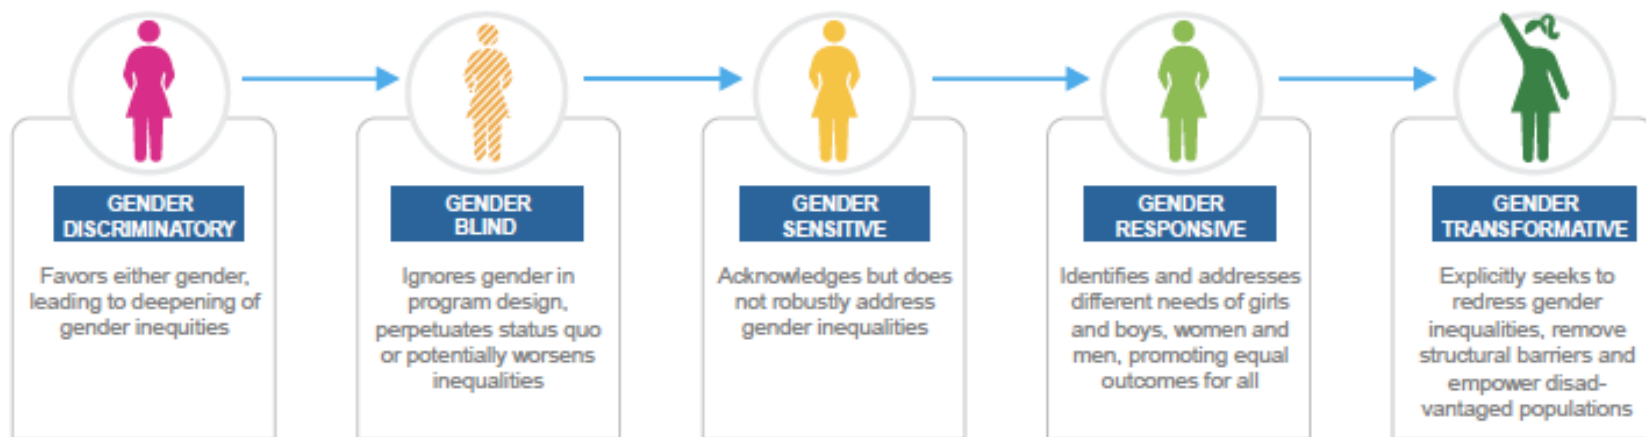 GENDER
DISCRIMINATORY
Favors either gender,
leading to deepening of
gender inequities
GENDER
BLIND
Ignores gender in
program design,
perpetuates status quo
or potentially worsens
inequalities
GENDER
SENSITIVE
Acknowledges but does
not robustly address
gender inequalities
GENDER
RESPONSIVE
Identifies and addresses
different needs of girls
and boys, women and
men, promoting equal
outcomes for all
GENDER
TRANSFORMATIVE
Explicitly seeks to
redress gender
inequalities, remove
structural barriers and
empower disad-
vantaged populations